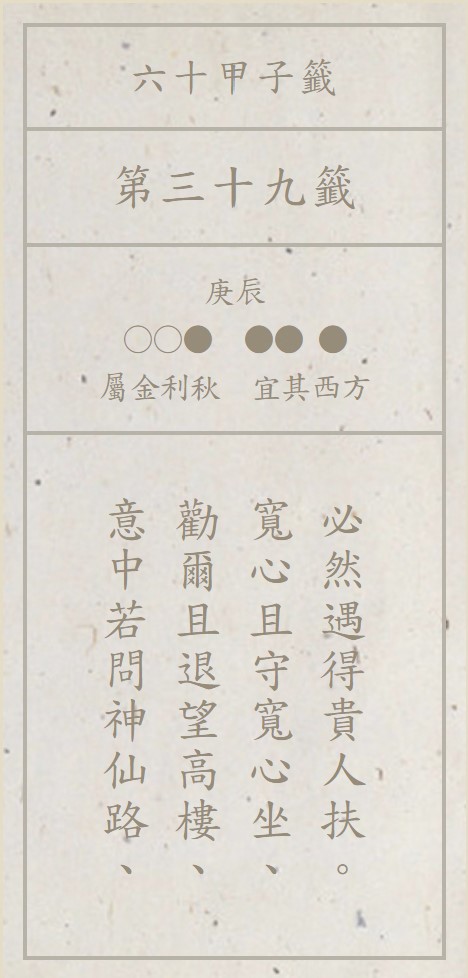 六十甲子籤
第三十九籤
庚辰
○○● ●● ●
屬金利秋 宜其西方
意中若問神仙路、
勸爾且退望高樓、
寬心且守寬心坐、
必然遇得貴人扶。